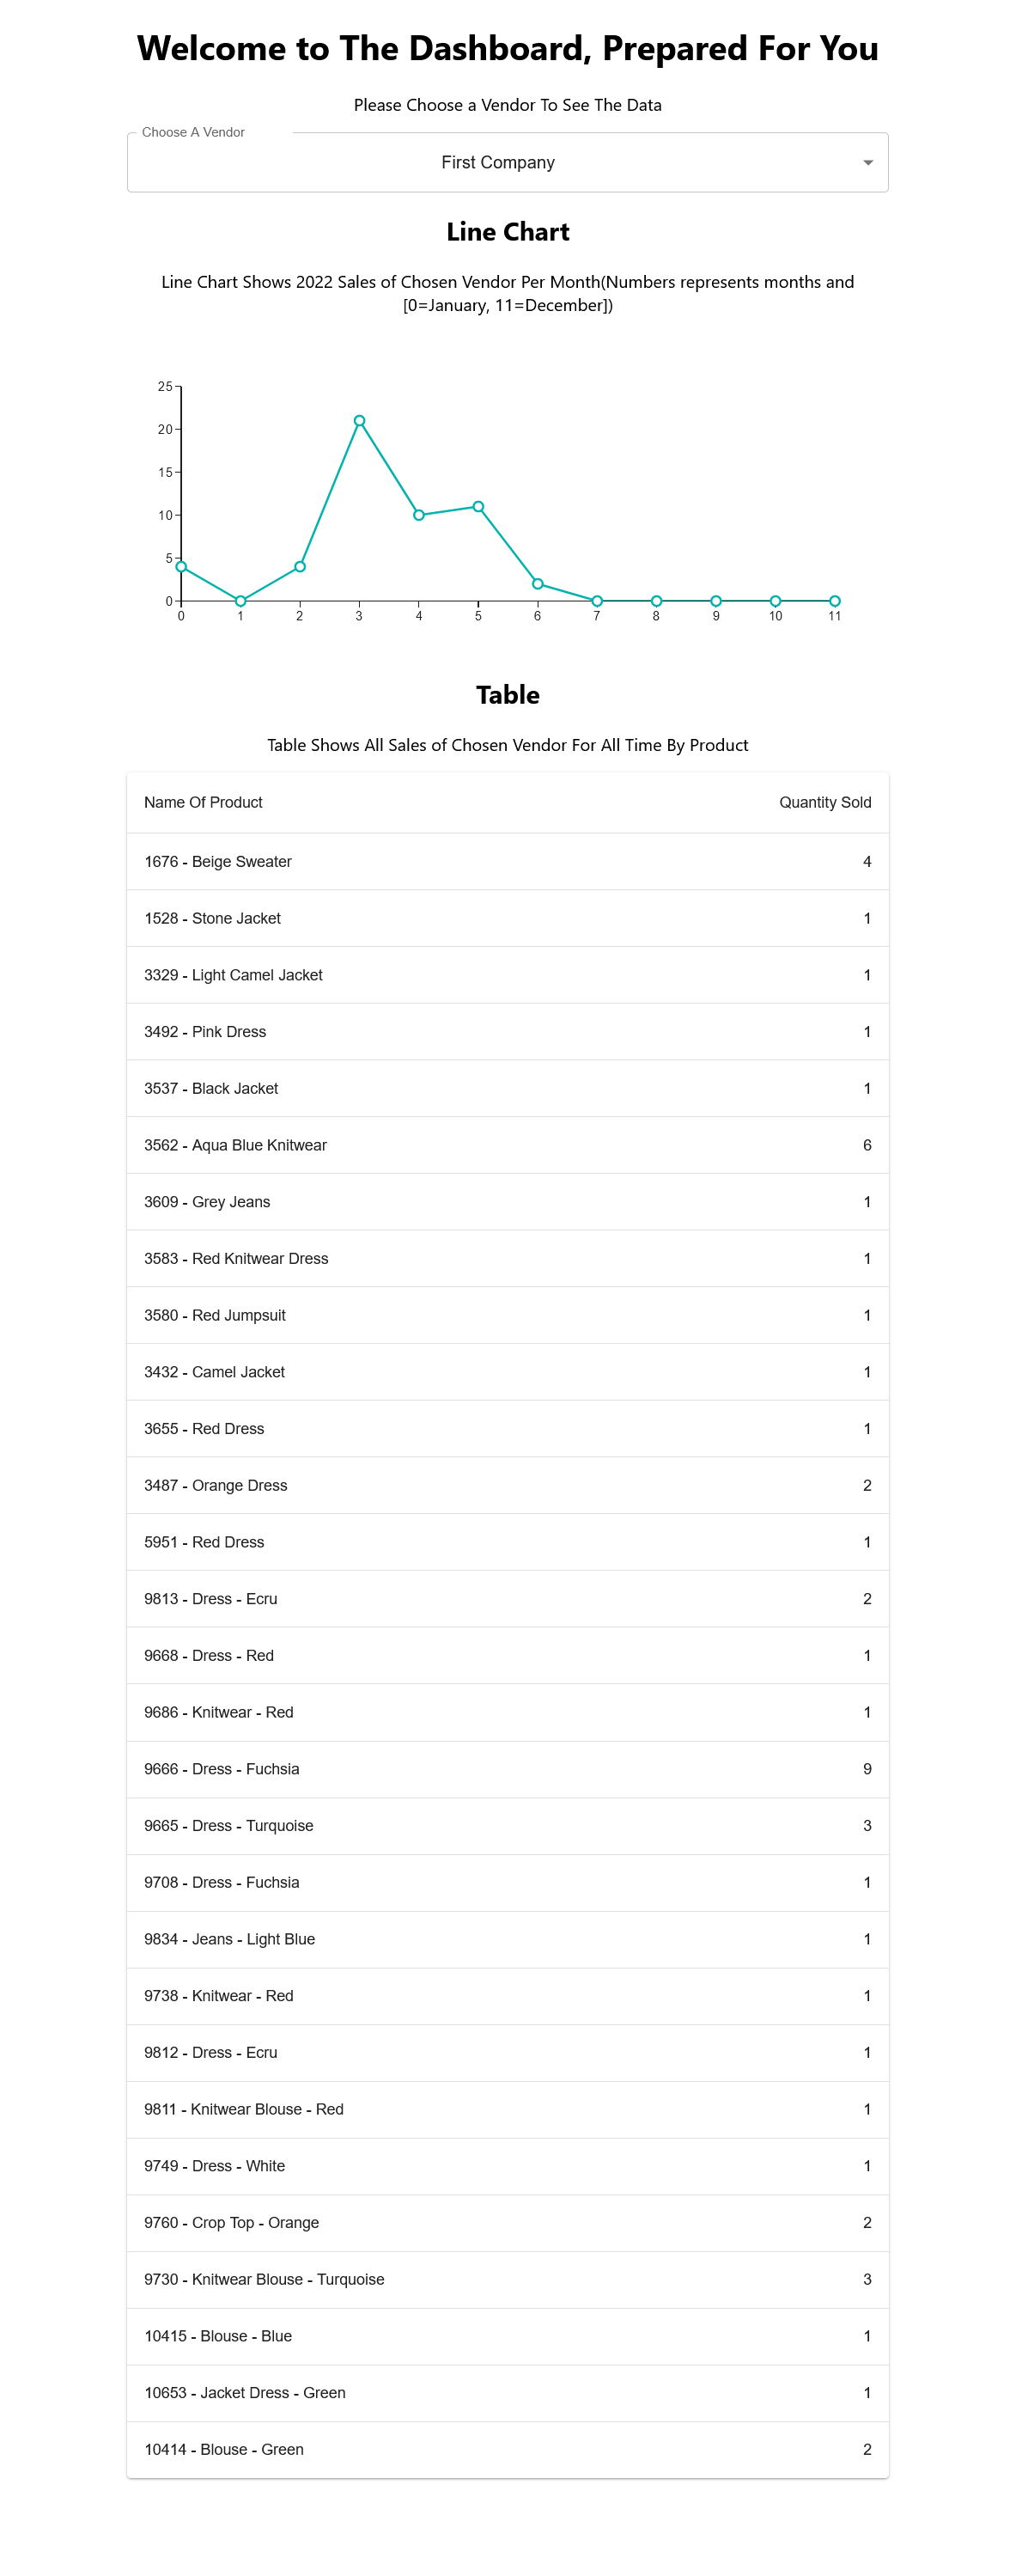 Welcome to The Dashboard, Prepared For You
Please Choose a Vendor To See The Data
Choose A Vendor
First Company
Line Chart
Line Chart Shows 2022 Sales of Chosen Vendor Per Month(Numbers represents months and
[0=January, 11=December])
25
20
15
10
5
0
0 1 2 3 4 5 6 7 8 9 10 11
Table
Table Shows All Sales of Chosen Vendor For All Time By Product
Name Of Product Quantity Sold
1676 - Beige Sweater 4
1528 - Stone Jacket 1
3329 - Light Camel Jacket 1
3492 - Pink Dress 1
3537 - Black Jacket 1
3562 - Aqua Blue Knitwear 6
3609 - Grey Jeans 1
3583 - Red Knitwear Dress 1
3580 - Red Jumpsuit 1
3432 - Camel Jacket 1
3655 - Red Dress 1
3487 - Orange Dress 2
5951 - Red Dress 1
9813 - Dress - Ecru 2
9668 - Dress - Red 1
9686 - Knitwear - Red 1
9666 - Dress - Fuchsia 9
9665 - Dress - Turquoise 3
9708 - Dress - Fuchsia 1
9834 - Jeans - Light Blue 1
9738 - Knitwear - Red 1
9812 - Dress - Ecru 1
9811 - Knitwear Blouse - Red 1
9749 - Dress - White 1
9760 - Crop Top - Orange 2
9730 - Knitwear Blouse - Turquoise 3
10415 - Blouse - Blue 1
10653 - Jacket Dress - Green 1
10414 - Blouse - Green 2